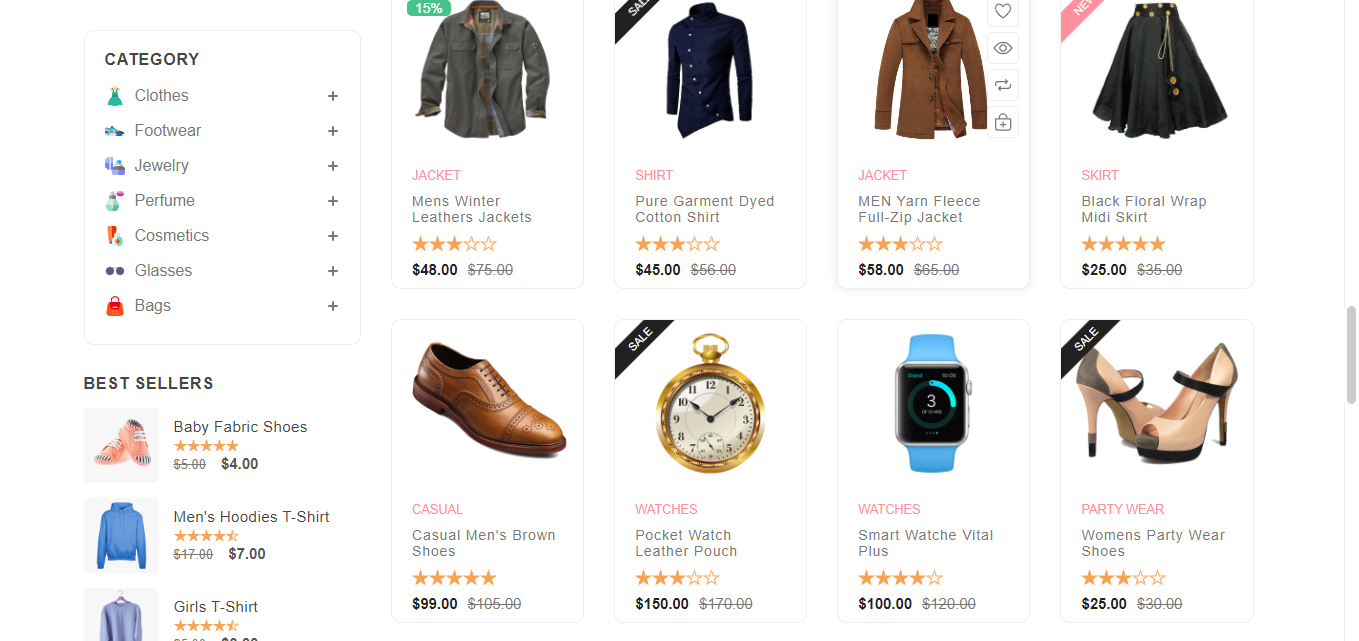 CATEGORY
Clothes
Footwear
Jewelry
Perfume
Cosmetics
Glasses
Bags
BEST SELLERS
Baby Fabric Shoes
$5.00 $4.00
Men's Hoodies T-Shirt
$17.00 $7.00
Girls T-Shirt
15%
JACKET
Mens Winter
Leathers Jackets
$48.00 $75.00
SALE
SHIRT
Pure Garment Dyed
Cotton Shirt
$45.00 $56.00
JACKET
MEN Yarn Fleece
Full-Zip Jacket
$58.00 $65.00
NEW
SKIRT
Black Floral Wrap
Midi Skirt
$25.00 $35.00
CASUAL
Casual Men's Brown
Shoes
$99.00 $105.00
SALE
WATCHES
Pocket Watch
Leather Pouch
$150.00 $170.00
10:09
3
WATCHES
Smart Watche Vital
Plus
$100.00 $120.00
SALE
PARTY WEAR
Womens Party Wear
Shoes
$25.00 $30.00